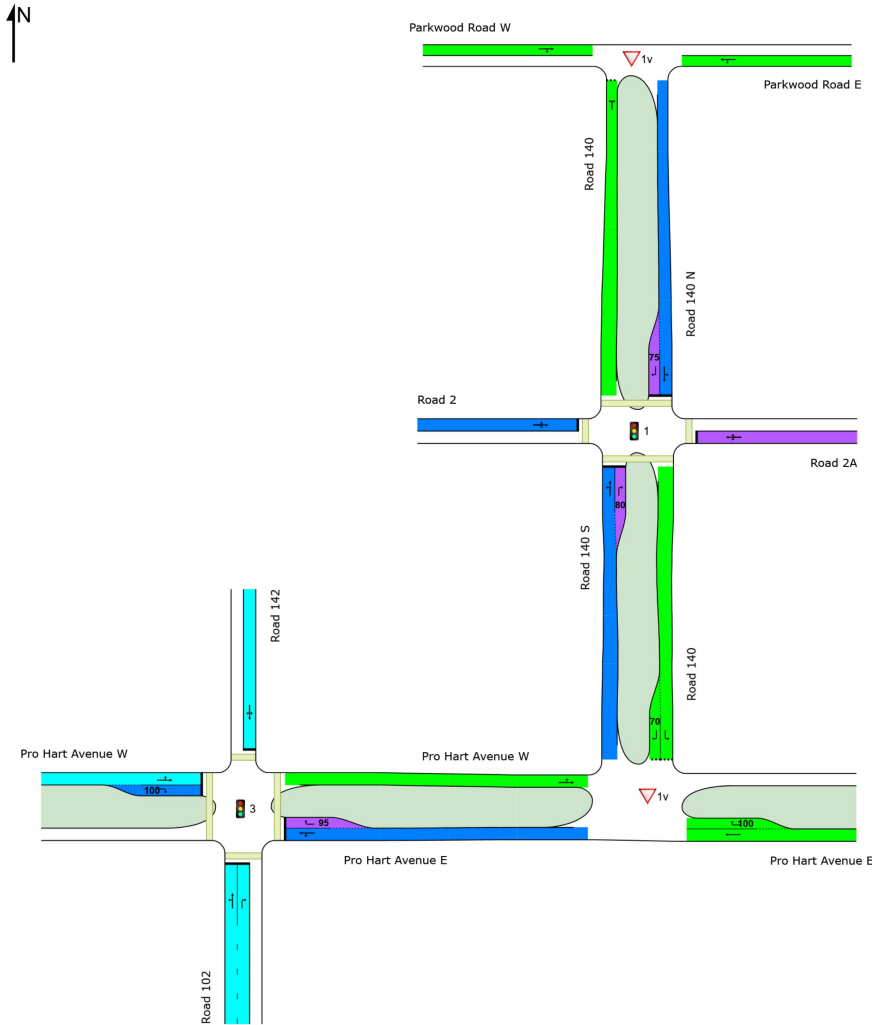 N
Parkwood Road W
1v
Parkwood Road E
Road 140
Road 140 N
75
Road 2
1
Road 2A
80
Road 140 S
Road 142
Road 140
70
Pro Hart Avenue W
Pro Hart Avenue W
100
3
95
1v
100
Pro Hart Avenue E
Pro Hart Avenue E
Road 102